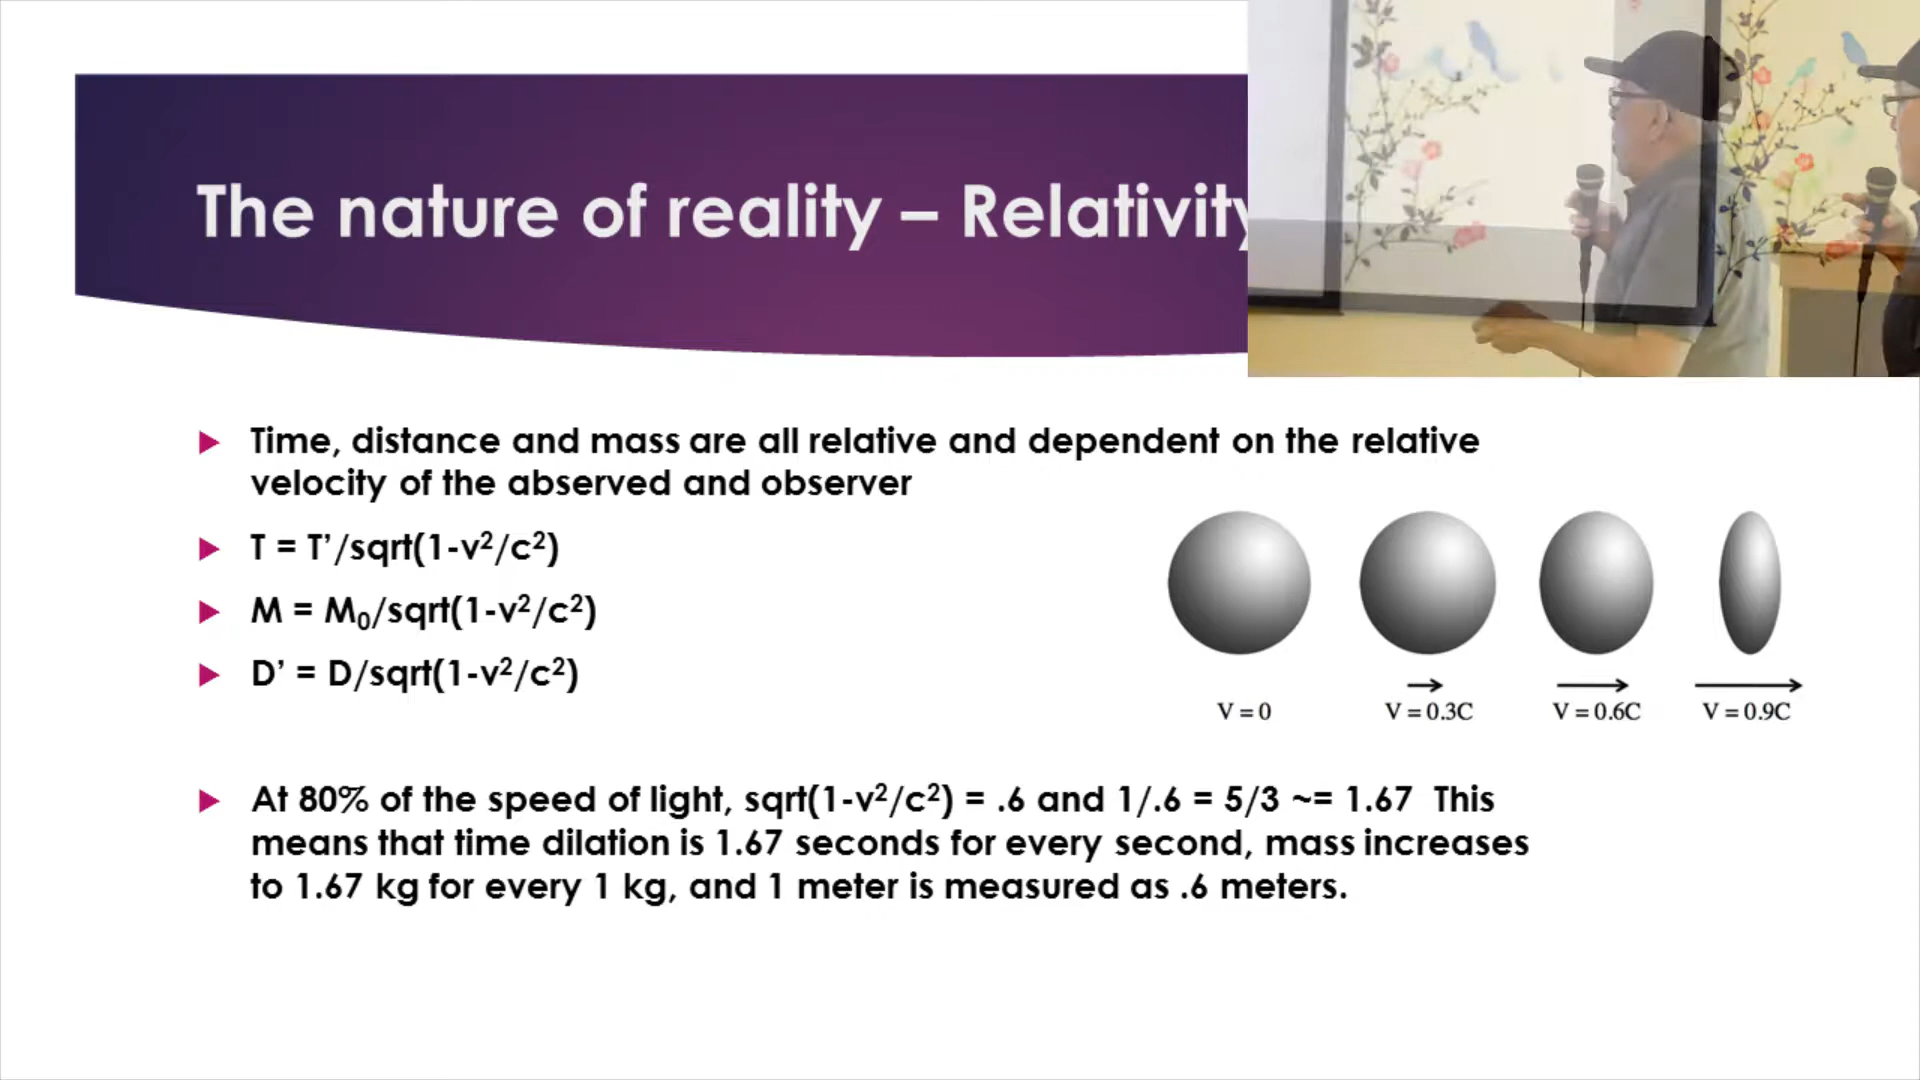 The nature of reality – Relativity
Time, distance and mass are all relative and dependent on the relative
velocity of the abserved and observer
T = T’/sqrt(1-v²/c²)
M = M₀/sqrt(1-v²/c²)
D’ = D/sqrt(1-v²/c²)
V = 0
V = 0.3C
V = 0.6C
V = 0.9C
At 80% of the speed of light, sqrt(1-v²/c²) = .6 and 1/.6 = 5/3 ~= 1.67 This
means that time dilation is 1.67 seconds for every second, mass increases
to 1.67 kg for every 1 kg, and 1 meter is measured as .6 meters.